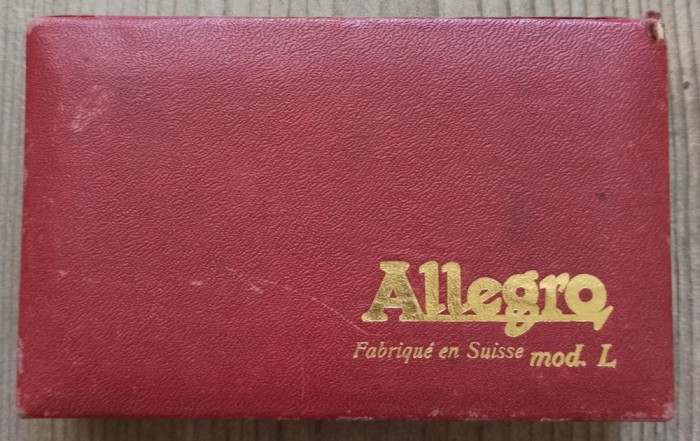 Allegro
Fabriqué en Suisse mod. L